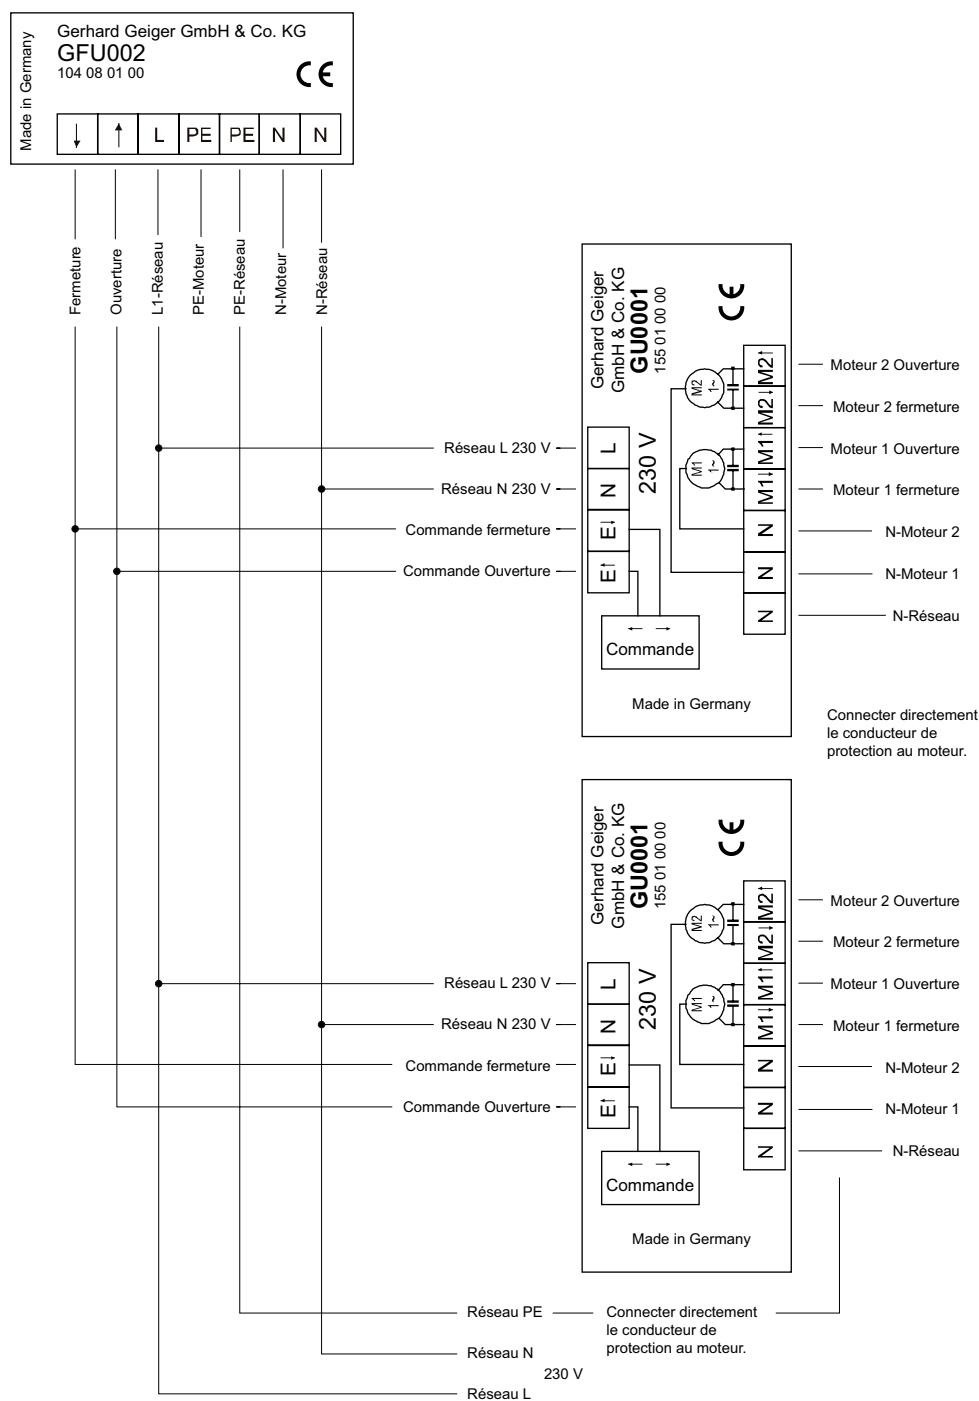 Made in Germany
Gerhard Geiger GmbH & Co. KG
GFU002
104 08 01 00
CE
↓ ↑ L PE PE N N
Fermeture
Ouverture
L1-Réseau
PE-Moteur
PE-Réseau
N-Moteur
N-Réseau
Gerhard Geiger
GmbH & Co. KG
GU0001
155 01 00 00
CE
230 V
L
N
E↓
E↑
M2
1~
M1
1~
M2↑
M2↓
M1↑
M1↓
N
N
N
Commande
Made in Germany
Réseau L 230 V
Réseau N 230 V
Commande fermeture
Commande Ouverture
Moteur 2 Ouverture
Moteur 2 fermeture
Moteur 1 Ouverture
Moteur 1 fermeture
N-Moteur 2
N-Moteur 1
N-Réseau
Connecter directement
le conducteur de
protection au moteur.
Gerhard Geiger
GmbH & Co. KG
GU0001
155 01 00 00
CE
230 V
L
N
E↓
E↑
M2
1~
M1
1~
M2↑
M2↓
M1↑
M1↓
N
N
N
Commande
Made in Germany
Réseau L 230 V
Réseau N 230 V
Commande fermeture
Commande Ouverture
Moteur 2 Ouverture
Moteur 2 fermeture
Moteur 1 Ouverture
Moteur 1 fermeture
N-Moteur 2
N-Moteur 1
N-Réseau
Réseau PE
Connecter directement
le conducteur de
protection au moteur.
Réseau N
230 V
Réseau L